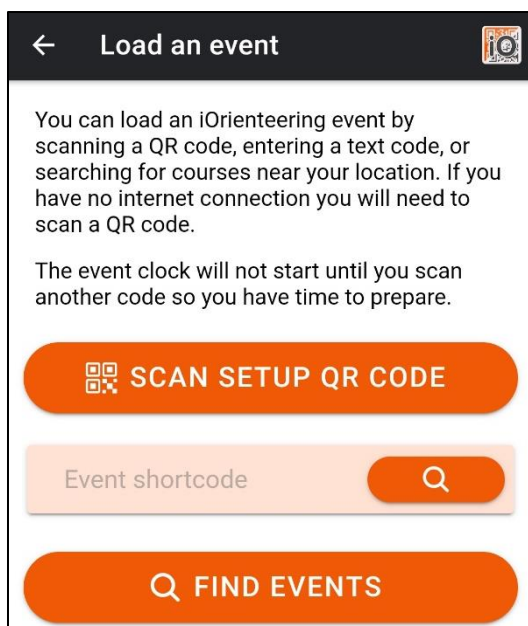 Load an event
iO
You can load an iOrienteering event by
scanning a QR code, entering a text code, or
searching for courses near your location. If you
have no internet connection you will need to
scan a QR code.
The event clock will not start until you scan
another code so you have time to prepare.
SCAN SETUP QR CODE
Event shortcode
FIND EVENTS